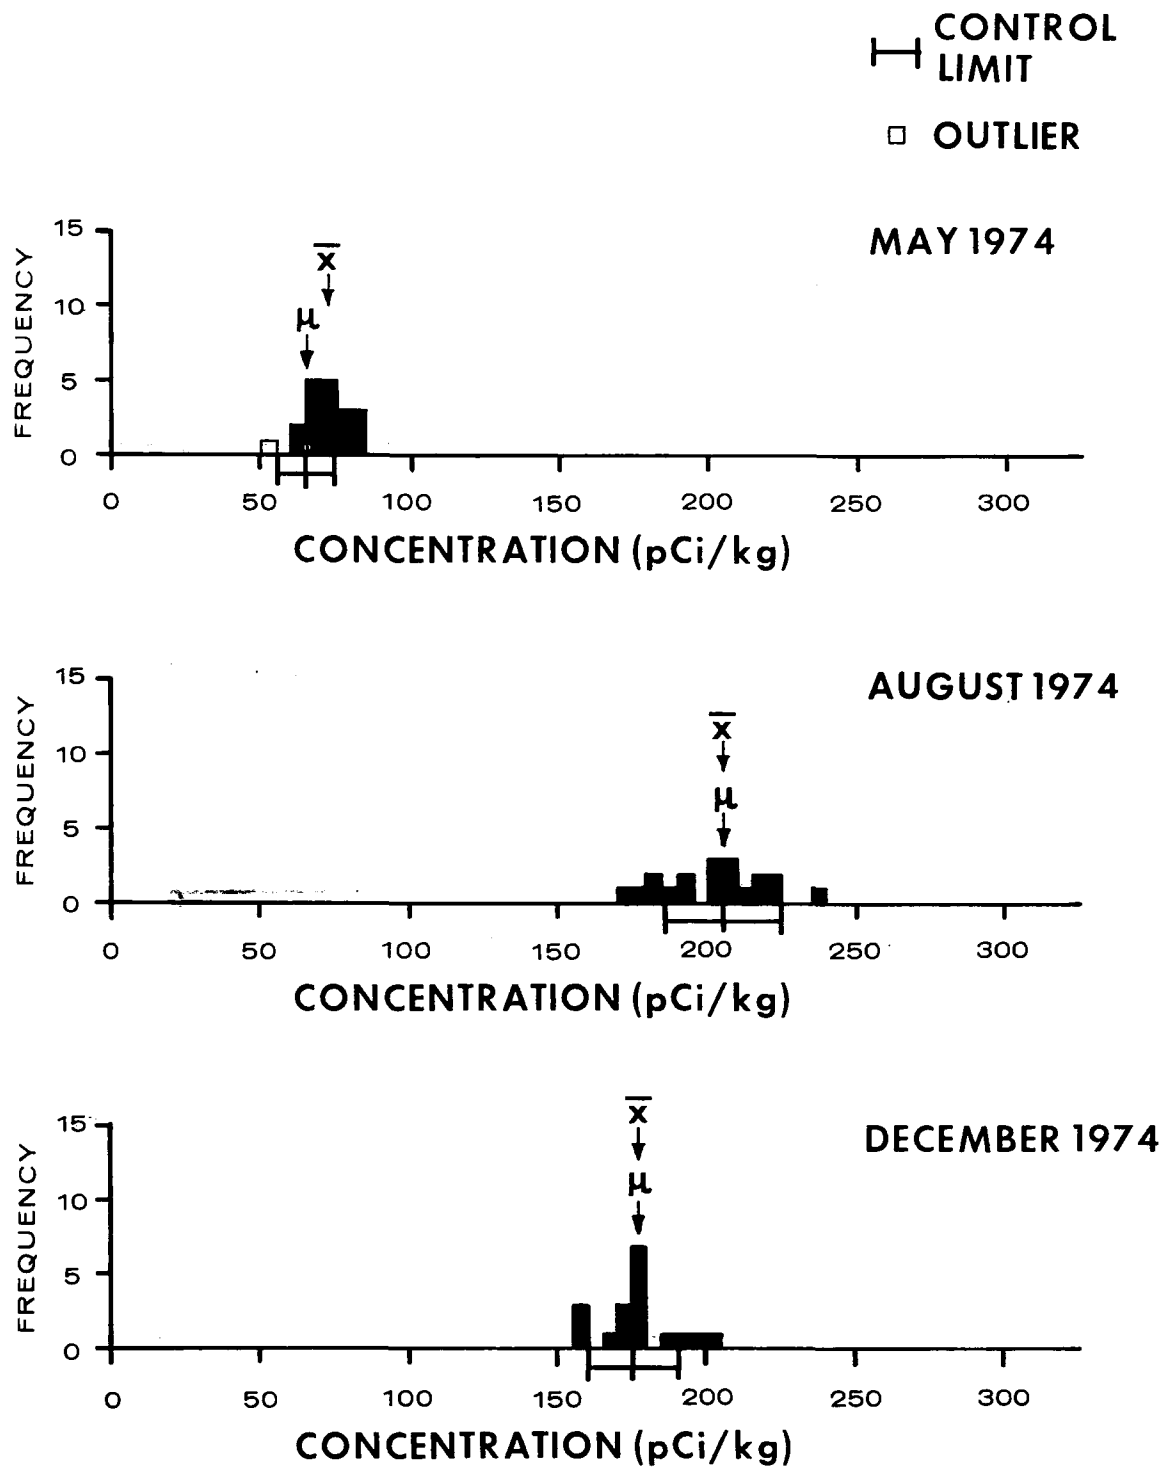 CONTROL
LIMIT
OUTLIER
MAY 1974
15
10
5
0
FREQUENCY
x̄
μ
0 50 100 150 200 250 300
CONCENTRATION (pCi/kg)
AUGUST 1974
15
10
5
0
FREQUENCY
x̄
μ
0 50 100 150 200 250 300
CONCENTRATION (pCi/kg)
DECEMBER 1974
15
10
5
0
FREQUENCY
x̄
μ
0 50 100 150 200 250 300
CONCENTRATION (pCi/kg)